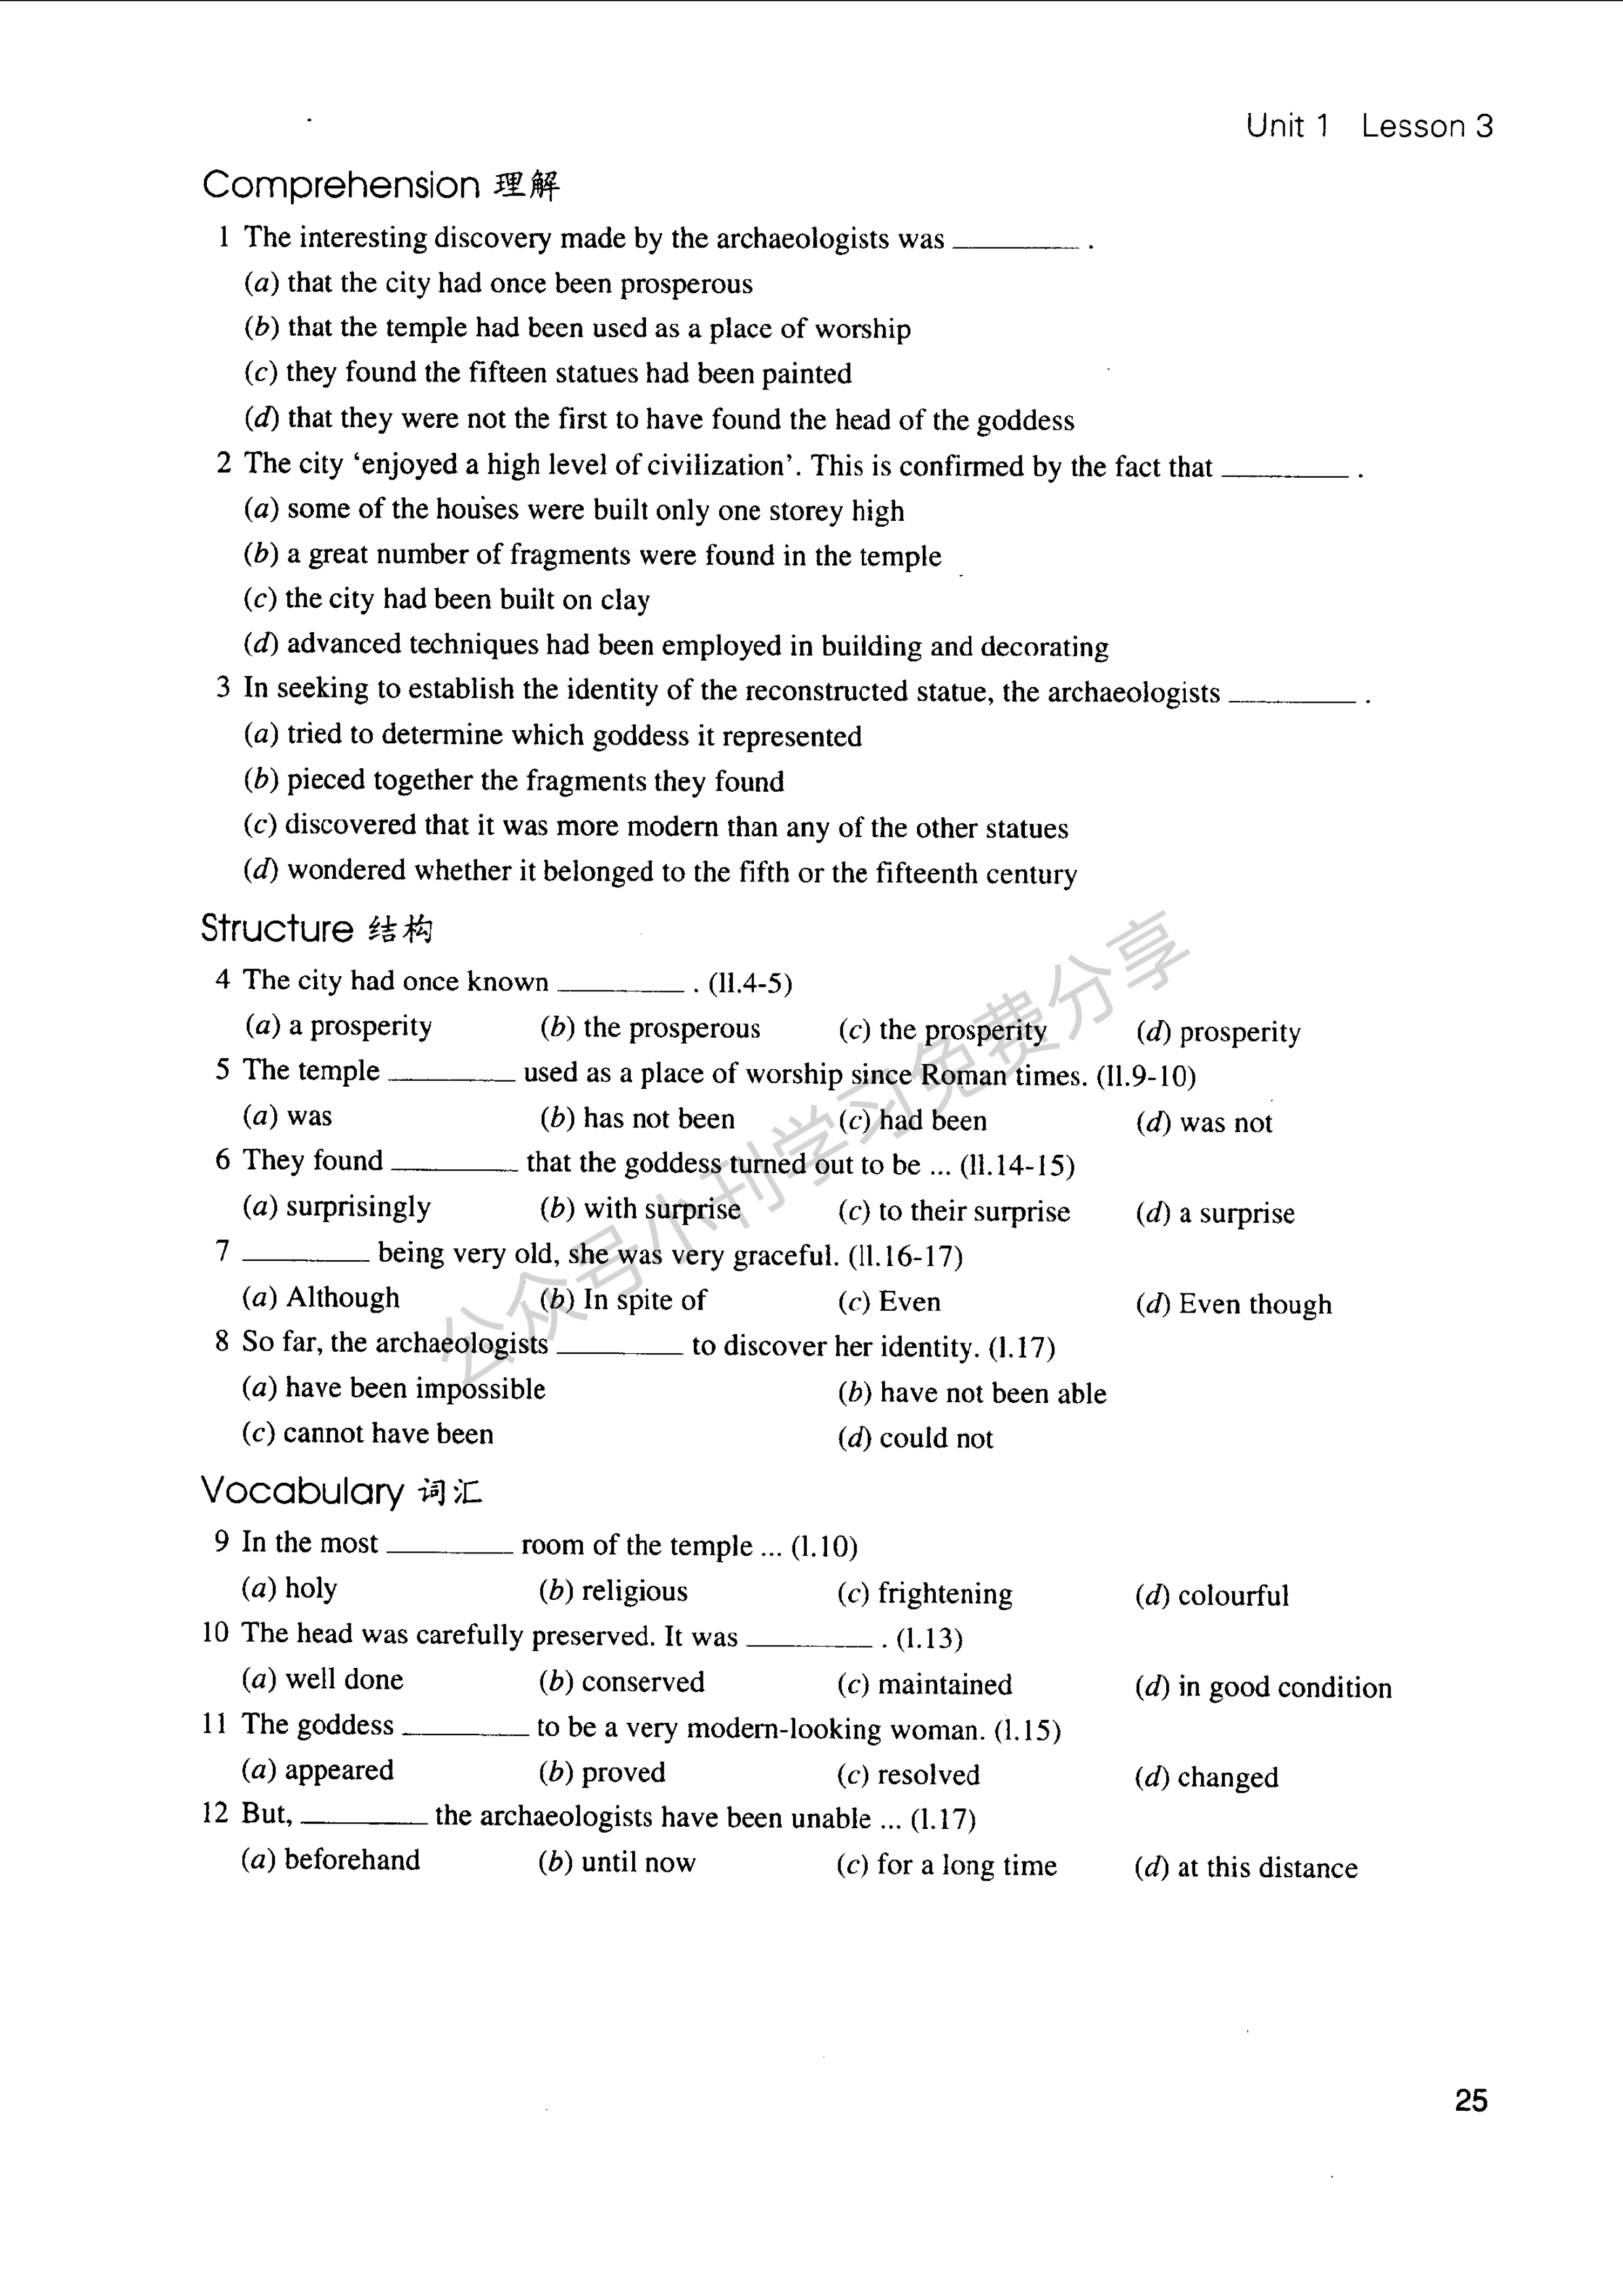 Unit 1 Lesson 3
Comprehension 理解
1 The interesting discovery made by the archaeologists was ________ .
(a) that the city had once been prosperous
(b) that the temple had been used as a place of worship
(c) they found the fifteen statues had been painted
(d) that they were not the first to have found the head of the goddess
2 The city ‘enjoyed a high level of civilization’. This is confirmed by the fact that ________ .
(a) some of the houses were built only one storey high
(b) a great number of fragments were found in the temple
(c) the city had been built on clay
(d) advanced techniques had been employed in building and decorating
3 In seeking to establish the identity of the reconstructed statue, the archaeologists ________ .
(a) tried to determine which goddess it represented
(b) pieced together the fragments they found
(c) discovered that it was more modern than any of the other statues
(d) wondered whether it belonged to the fifth or the fifteenth century
Structure 结构
4 The city had once known ________ . (ll.4-5)
(a) a prosperity (b) the prosperous (c) the prosperity (d) prosperity
5 The temple ________ used as a place of worship since Roman times. (ll.9-10)
(a) was (b) has not been (c) had been (d) was not
6 They found ________ that the goddess turned out to be ... (ll.14-15)
(a) surprisingly (b) with surprise (c) to their surprise (d) a surprise
7 ________ being very old, she was very graceful. (ll.16-17)
(a) Although (b) In spite of (c) Even (d) Even though
8 So far, the archaeologists ________ to discover her identity. (l.17)
(a) have been impossible (b) have not been able
(c) cannot have been (d) could not
Vocabulary 词汇
9 In the most ________ room of the temple ... (l.10)
(a) holy (b) religious (c) frightening (d) colourful
10 The head was carefully preserved. It was ________ . (l.13)
(a) well done (b) conserved (c) maintained (d) in good condition
11 The goddess ________ to be a very modern-looking woman. (l.15)
(a) appeared (b) proved (c) resolved (d) changed
12 But, ________ the archaeologists have been unable ... (l.17)
(a) beforehand (b) until now (c) for a long time (d) at this distance
25
公众号小刊学习免费分享